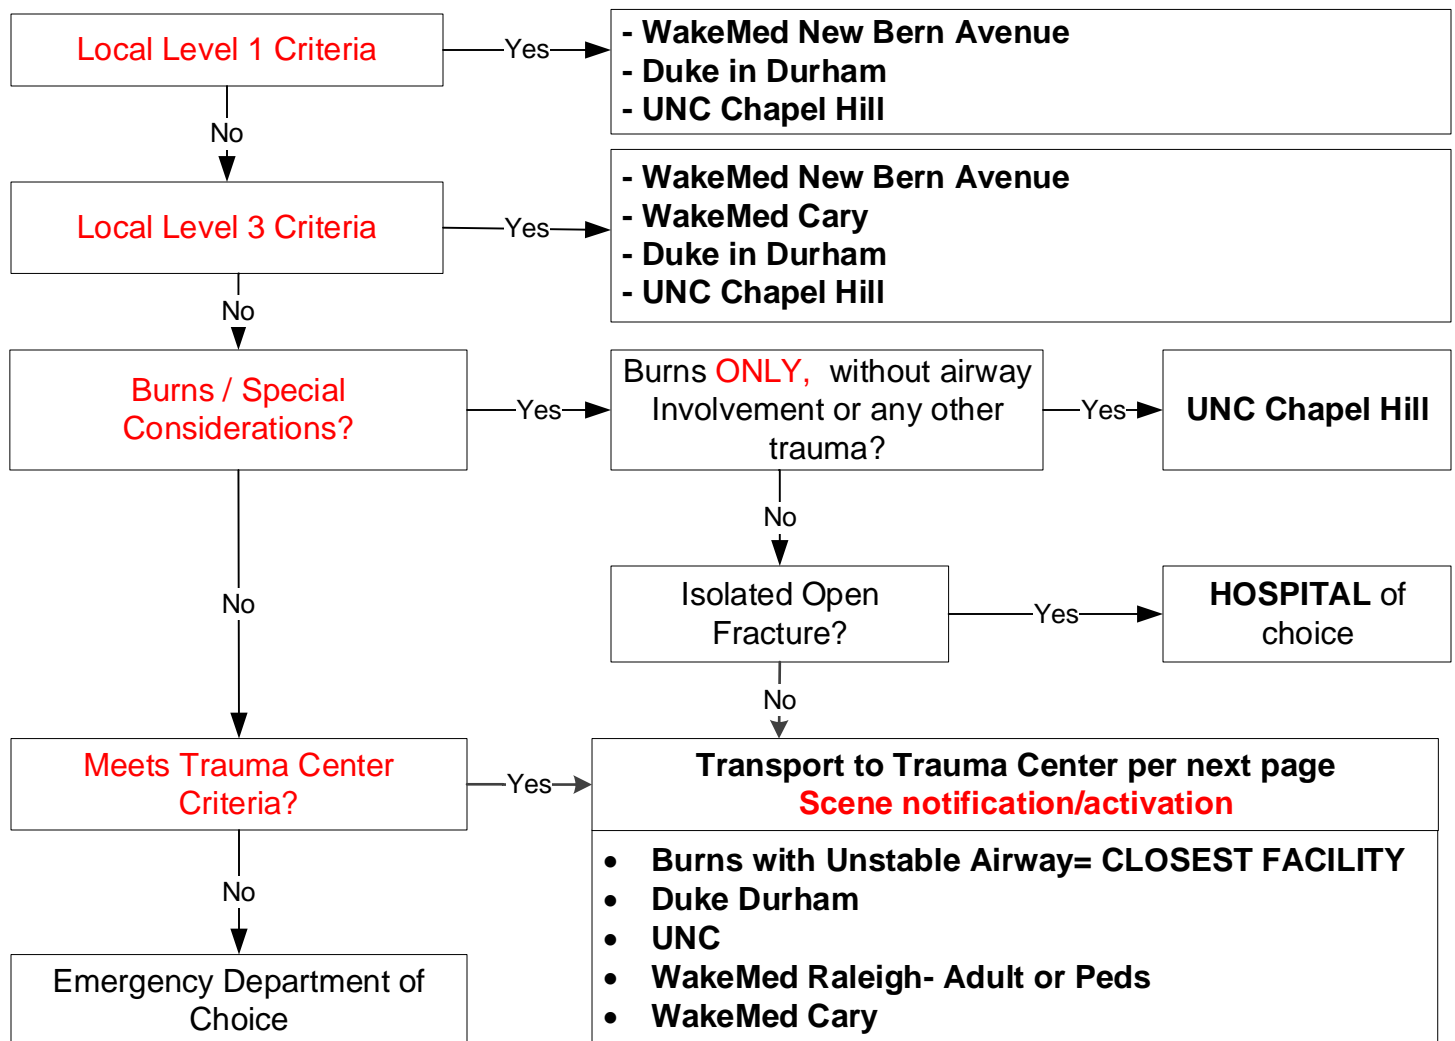 Local Level 1 Criteria
Yes
- WakeMed New Bern Avenue
- Duke in Durham
- UNC Chapel Hill
No
Local Level 3 Criteria
Yes
- WakeMed New Bern Avenue
- WakeMed Cary
- Duke in Durham
- UNC Chapel Hill
No
Burns / Special
Considerations?
Yes
Burns ONLY, without airway
Involvement or any other
trauma?
Yes
UNC Chapel Hill
No
No
Isolated Open
Fracture?
Yes
HOSPITAL of
choice
No
Meets Trauma Center
Criteria?
Yes
Transport to Trauma Center per next page
Scene notification/activation
• Burns with Unstable Airway= CLOSEST FACILITY
• Duke Durham
• UNC
• WakeMed Raleigh- Adult or Peds
• WakeMed Cary
No
Emergency Department of
Choice